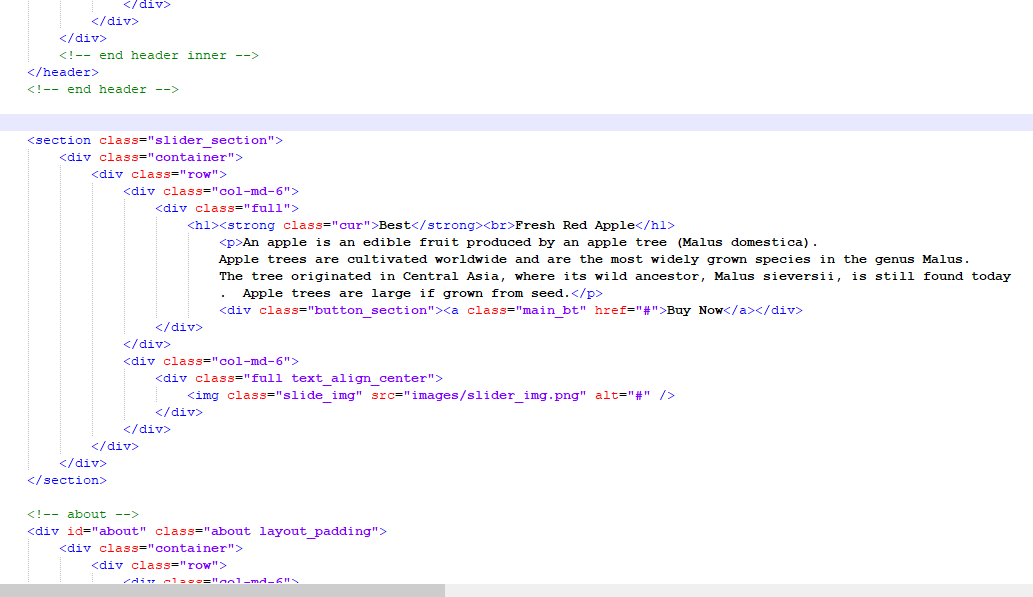 </div>
</div>
</div>
<!-- end header inner -->
</header>
<!-- end header -->
<section class="slider_section">
<div class="container">
<div class="row">
<div class="col-md-6">
<div class="full">
<h1><strong class="cur">Best</strong><br>Fresh Red Apple</h1>
<p>An apple is an edible fruit produced by an apple tree (Malus domestica).
Apple trees are cultivated worldwide and are the most widely grown species in the genus Malus.
The tree originated in Central Asia, where its wild ancestor, Malus sieversii, is still found today
.  Apple trees are large if grown from seed.</p>
<div class="button_section"><a class="main_bt" href="#">Buy Now</a></div>
</div>
</div>
<div class="col-md-6">
<div class="full text_align_center">
<img class="slide_img" src="images/slider_img.png" alt="#" />
</div>
</div>
</div>
</div>
</section>
<!-- about -->
<div id="about" class="about layout_padding">
<div class="container">
<div class="row">
<div class="col-md-6">